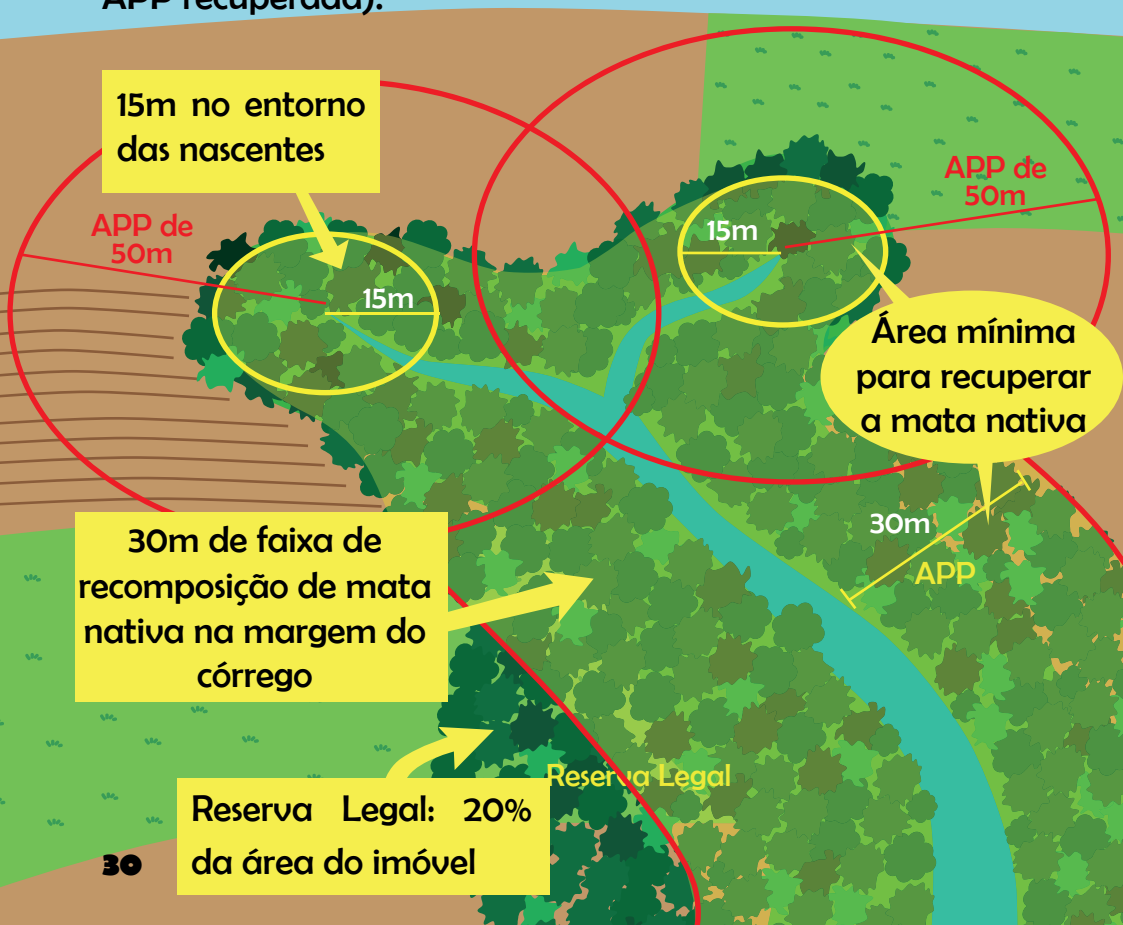 APP recuperada).
15m no entorno
das nascentes
APP de
50m
15m
15m
APP de
50m
Área mínima
para recuperar
a mata nativa
30m de faixa de
recomposição de mata
nativa na margem do
córrego
30m
APP
Reserva Legal
Reserva Legal: 20%
da área do imóvel
30